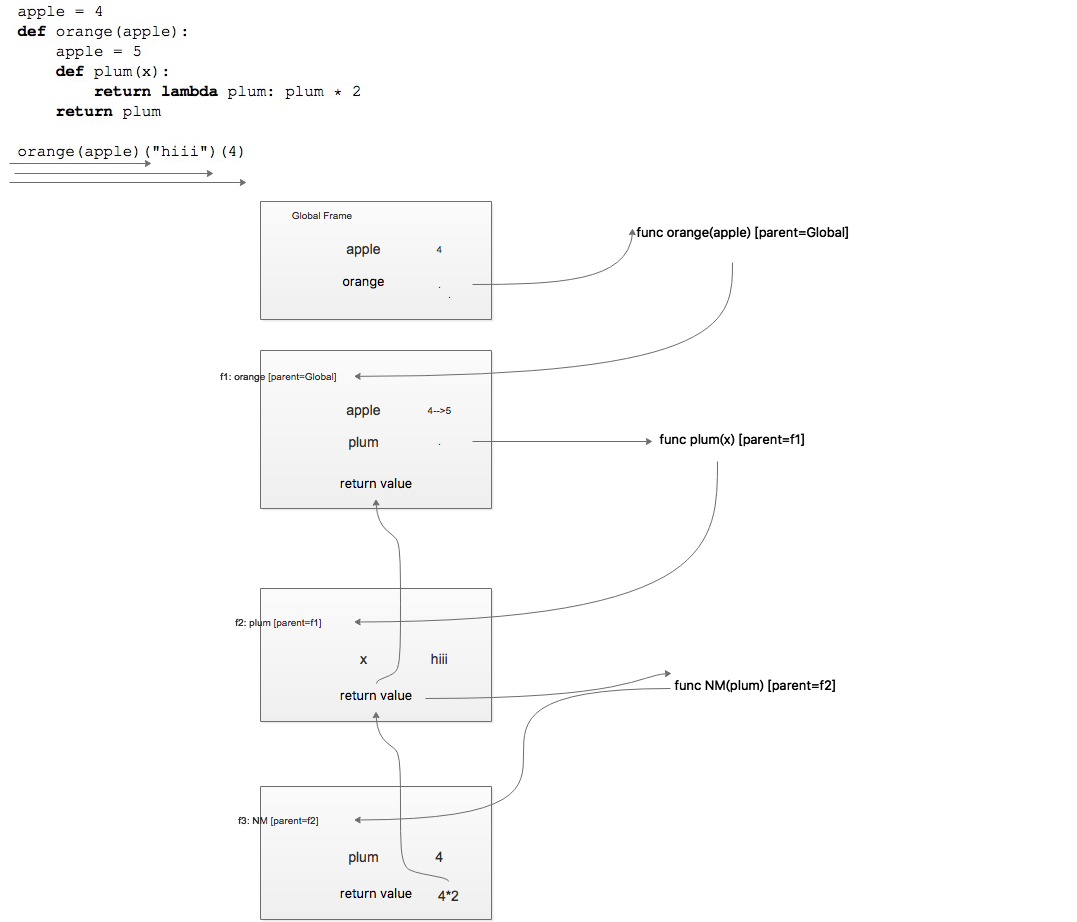 apple = 4
def orange(apple):
    apple = 5
    def plum(x):
        return lambda plum: plum * 2
    return plum
orange(apple)("hiii")(4)
Global Frame
apple 4
orange .
.
func orange(apple) [parent=Global]
f1: orange [parent=Global]
apple 4-->5
plum .
func plum(x) [parent=f1]
return value
f2: plum [parent=f1]
x hiii
return value
func NM(plum) [parent=f2]
f3: NM [parent=f2]
plum 4
return value 4*2